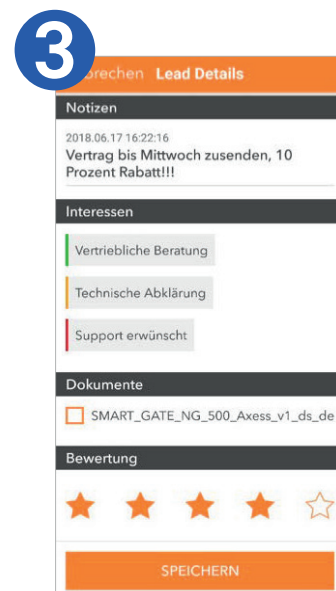 3
brechen Lead Details
Notizen
2018.06.17 16:22:16
Vertrag bis Mittwoch zusenden, 10
Prozent Rabatt!!!
Interessen
Vertriebliche Beratung
Technische Abklärung
Support erwünscht
Dokumente
SMART_GATE_NG_500_Axess_v1_ds_de
Bewertung
SPEICHERN